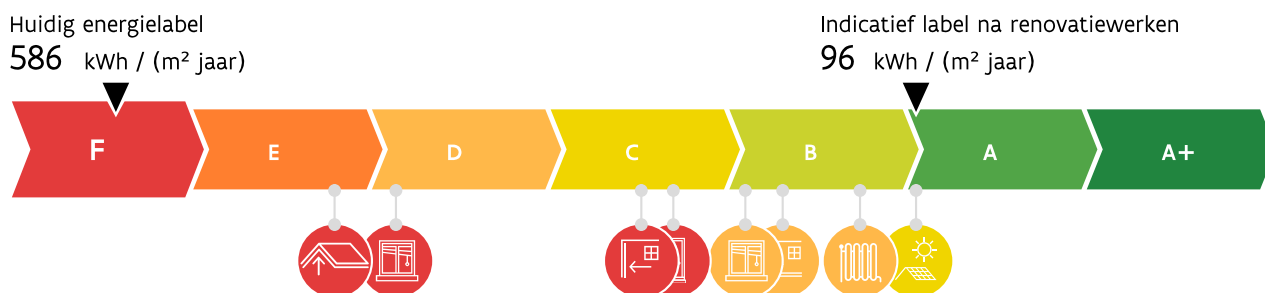 Huidig energielabel
586 kWh / (m² jaar)
Indicatief label na renovatiewerken
96 kWh / (m² jaar)
F E D C B A A+